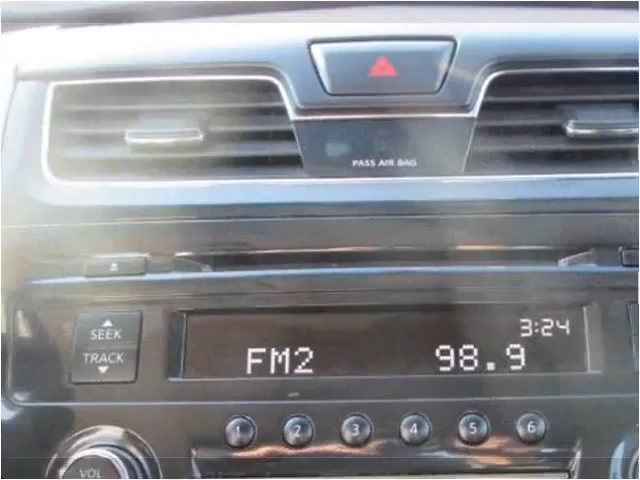 PASS AIR BAG
SEEK
TRACK
3:24
FM2 98.9
1 2 3 4 5 6
VOL